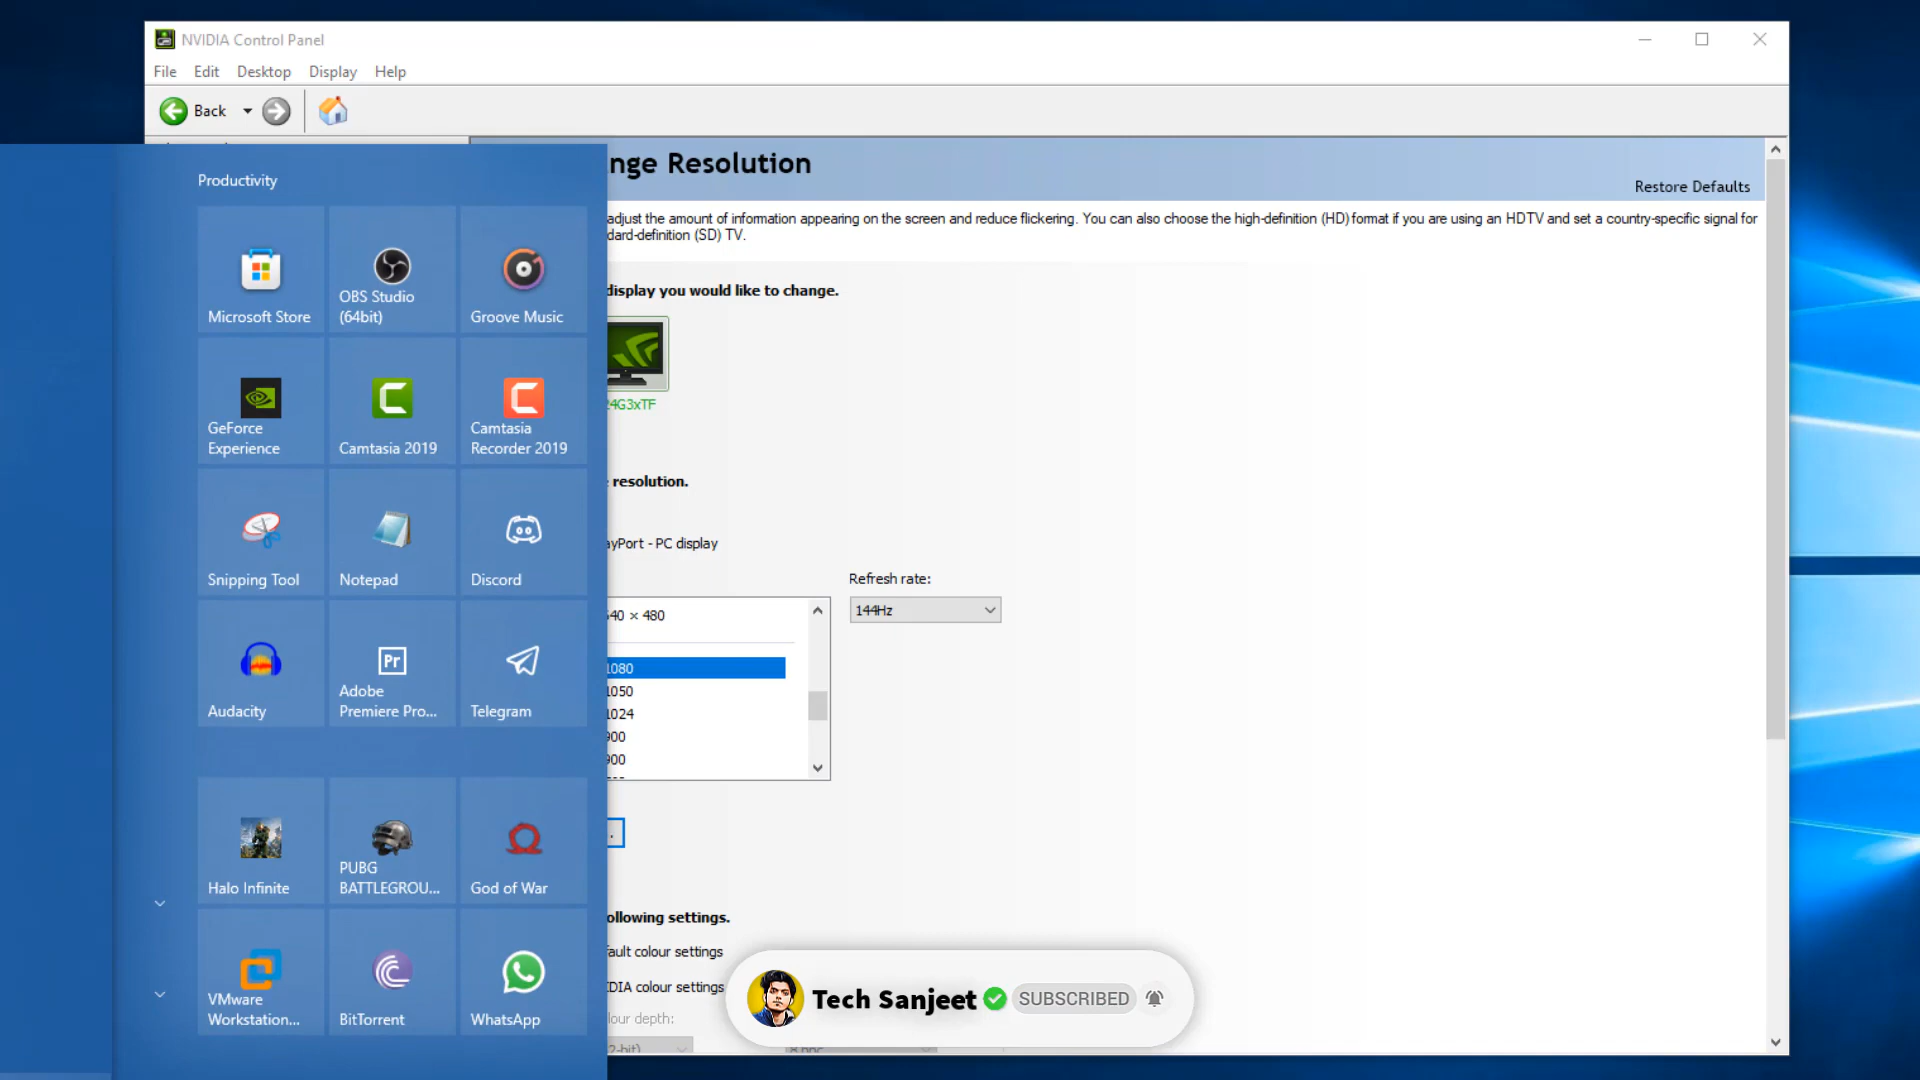 NVIDIA Control Panel
File Edit Desktop Display Help
Back
Productivity
Microsoft Store
OBS Studio
(64bit)
Groove Music
GeForce
Experience
Camtasia 2019
Camtasia
Recorder 2019
Snipping Tool
Notepad
Discord
Audacity
Adobe
Premiere Pro...
Telegram
Halo Infinite
PUBG
BATTLEGROU...
God of War
VMware
Workstation...
BitTorrent
WhatsApp
nge Resolution
Restore Defaults
adjust the amount of information appearing on the screen and reduce flickering. You can also choose the high-definition (HD) format if you are using an HDTV and set a country-specific signal for
dard-definition (SD) TV.
display you would like to change.
24G3xTF
resolution.
ayPort - PC display
Refresh rate:
144Hz
640 × 480
1080
1050
1024
900
900
ollowing settings.
fault colour settings
IDIA colour settings
lour depth:
2-bit)
8 bpc
Tech Sanjeet
SUBSCRIBED